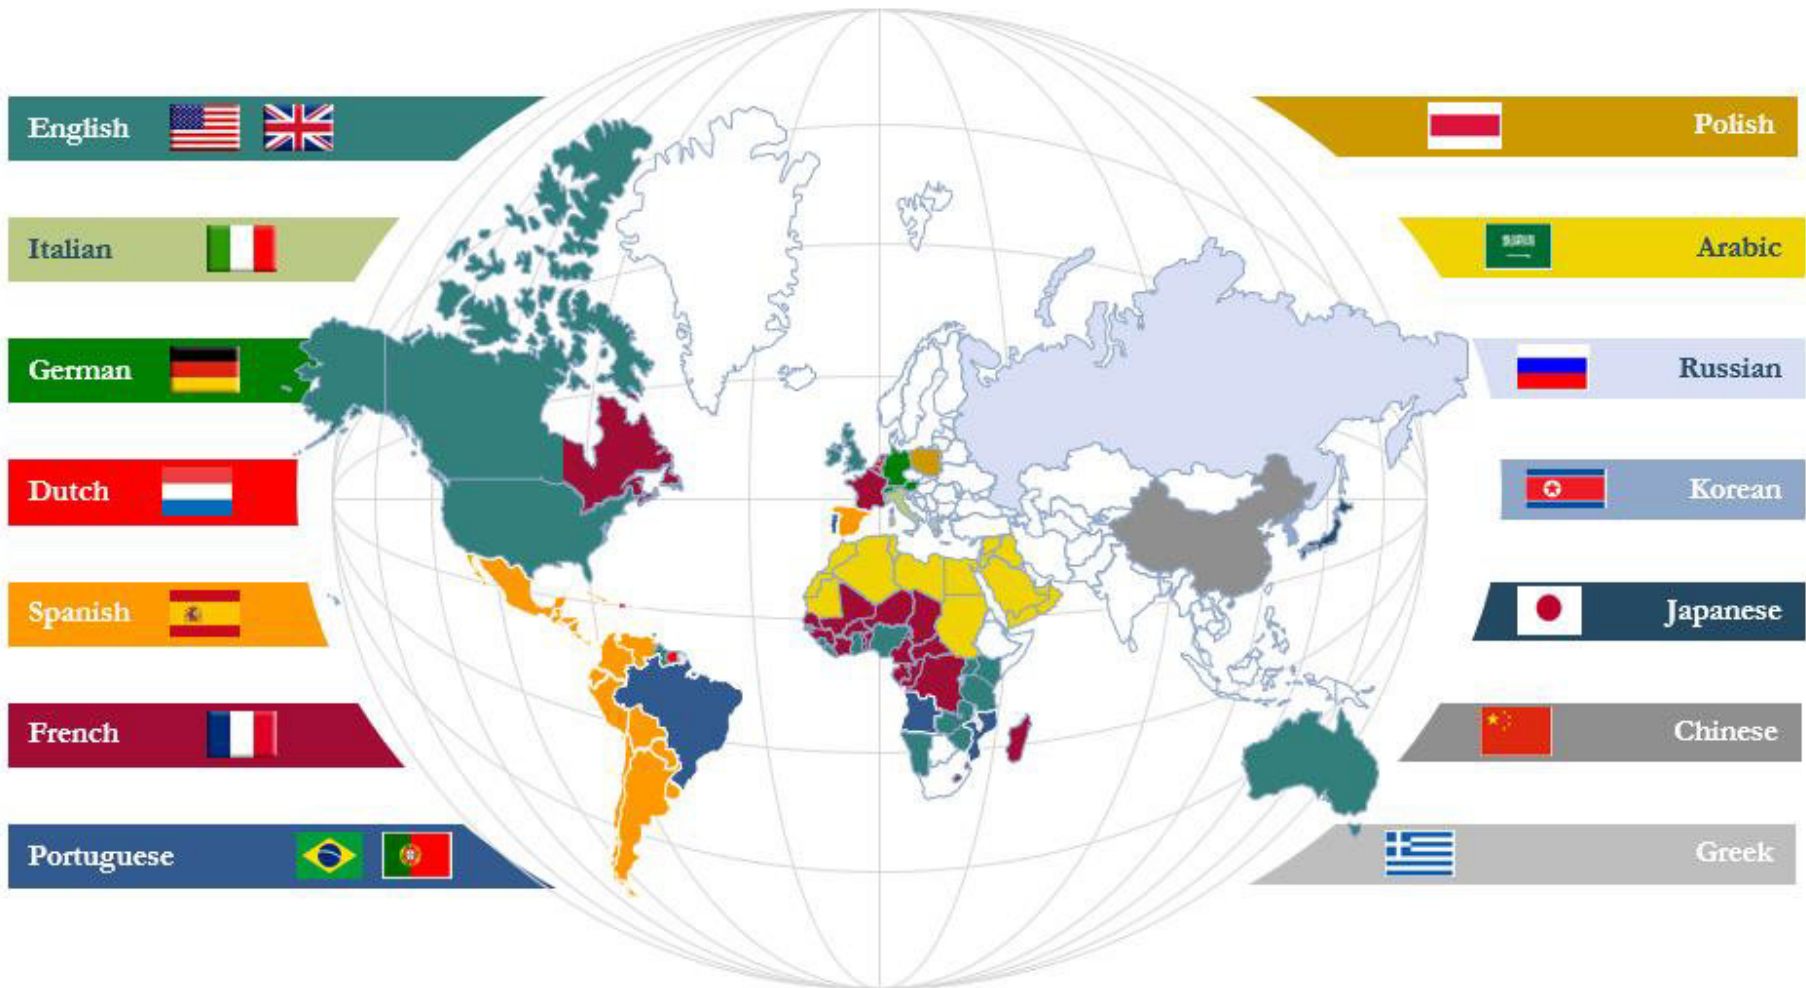 English
Italian
German
Dutch
Spanish
French
Portuguese
Polish
Arabic
Russian
Korean
Japanese
Chinese
Greek